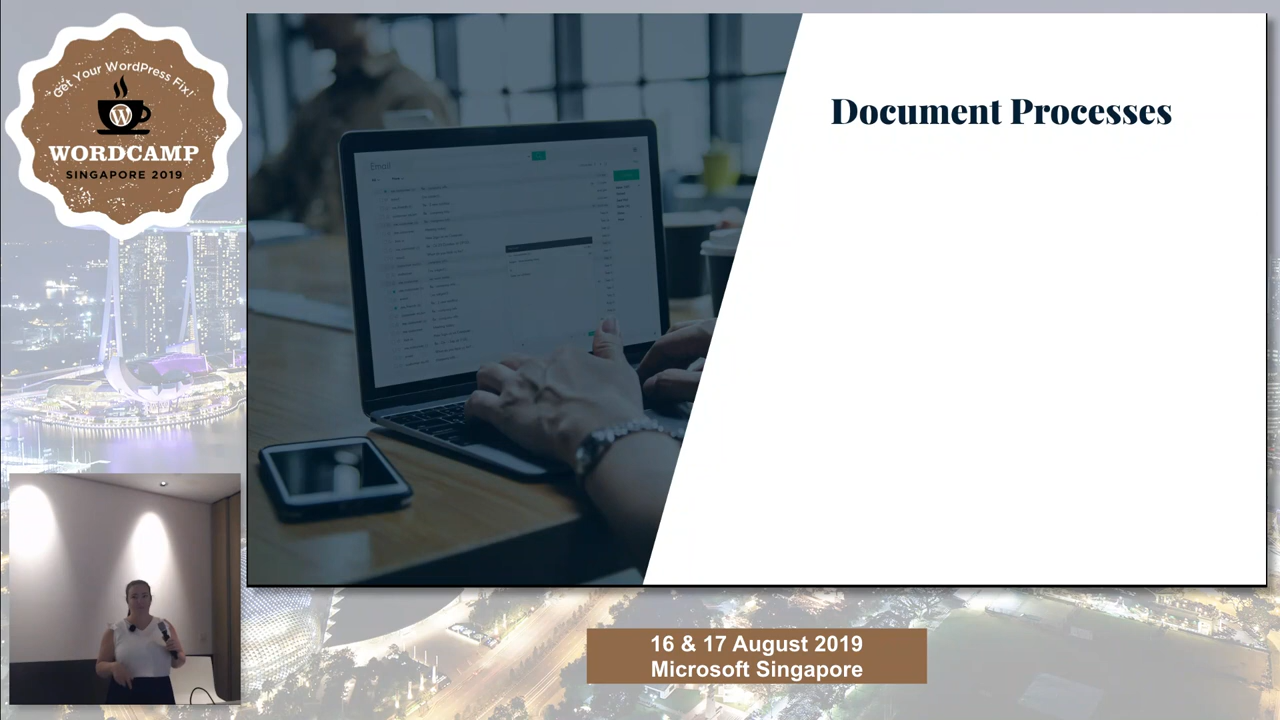 Get Your WordPress Fix!
WORDCAMP
SINGAPORE 2019
Document Processes
Email
16 & 17 August 2019
Microsoft Singapore